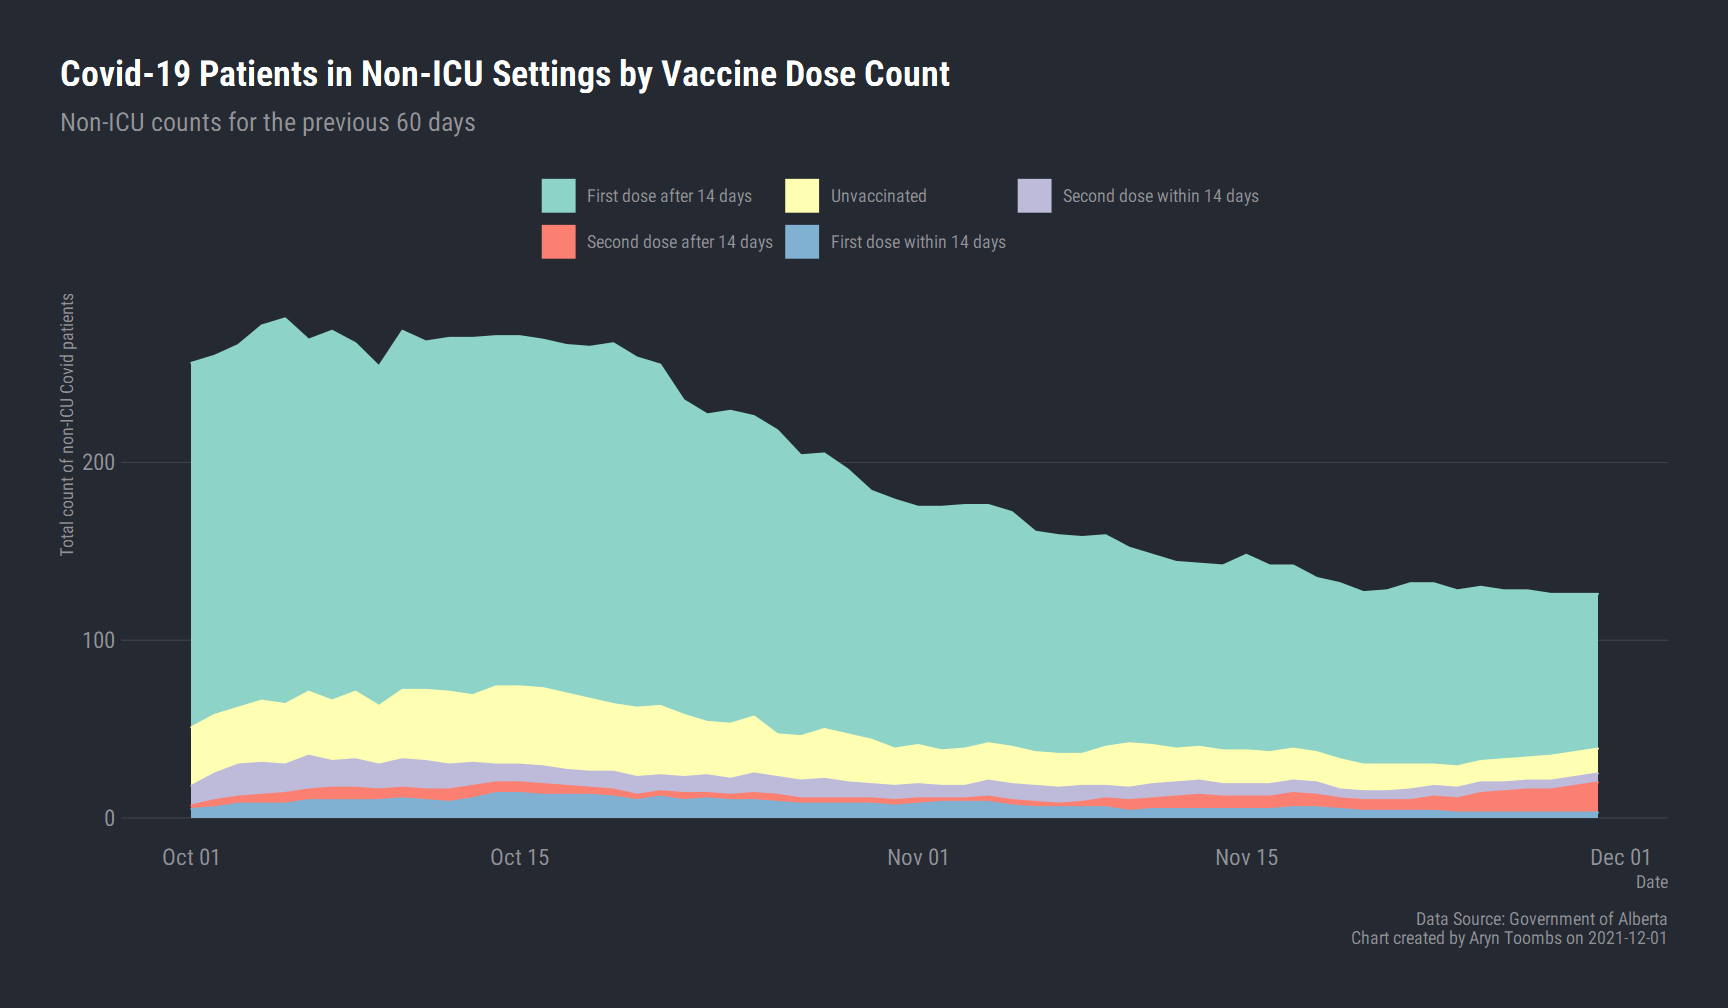 Covid-19 Patients in Non-ICU Settings by Vaccine Dose Count
Non-ICU counts for the previous 60 days
First dose after 14 days
Unvaccinated
Second dose within 14 days
Second dose after 14 days
First dose within 14 days
Total count of non-ICU Covid patients
200
100
0
Oct 01
Oct 15
Nov 01
Nov 15
Dec 01
Date
Data Source: Government of Alberta
Chart created by Aryn Toombs on 2021-12-01